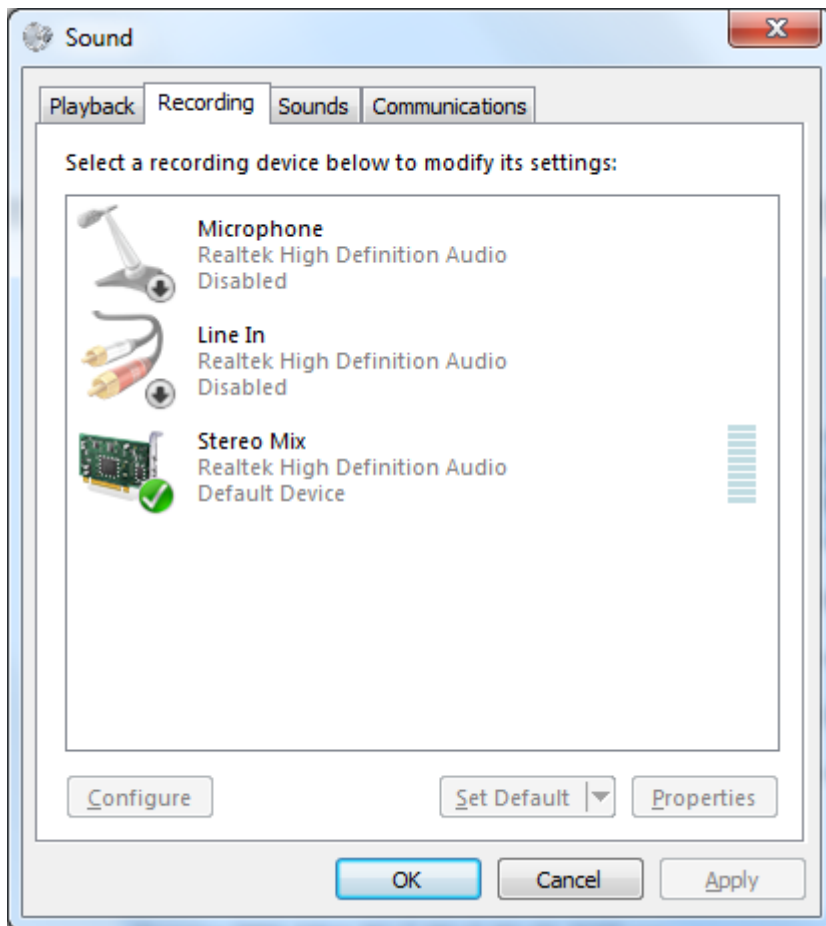 Sound
Playback Recording Sounds Communications
Select a recording device below to modify its settings:
Microphone
Realtek High Definition Audio
Disabled
Line In
Realtek High Definition Audio
Disabled
Stereo Mix
Realtek High Definition Audio
Default Device
Configure Set Default Properties
OK Cancel Apply